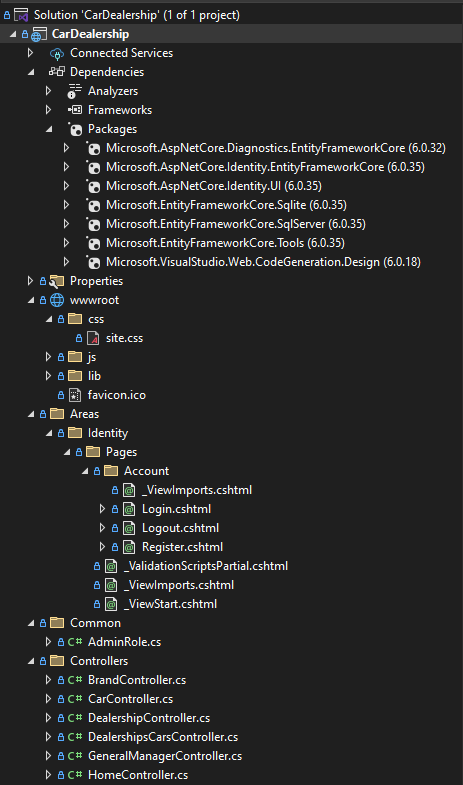 Solution 'CarDealership' (1 of 1 project)
CarDealership
Connected Services
Dependencies
Analyzers
Frameworks
Packages
Microsoft.AspNetCore.Diagnostics.EntityFrameworkCore (6.0.32)
Microsoft.AspNetCore.Identity.EntityFrameworkCore (6.0.35)
Microsoft.AspNetCore.Identity.UI (6.0.35)
Microsoft.EntityFrameworkCore.Sqlite (6.0.35)
Microsoft.EntityFrameworkCore.SqlServer (6.0.35)
Microsoft.EntityFrameworkCore.Tools (6.0.35)
Microsoft.VisualStudio.Web.CodeGeneration.Design (6.0.18)
Properties
wwwroot
css
site.css
js
lib
favicon.ico
Areas
Identity
Pages
Account
_ViewImports.cshtml
Login.cshtml
Logout.cshtml
Register.cshtml
_ValidationScriptsPartial.cshtml
_ViewImports.cshtml
_ViewStart.cshtml
Common
C# AdminRole.cs
Controllers
C# BrandController.cs
C# CarController.cs
C# DealershipController.cs
C# DealershipsCarsController.cs
C# GeneralManagerController.cs
C# HomeController.cs